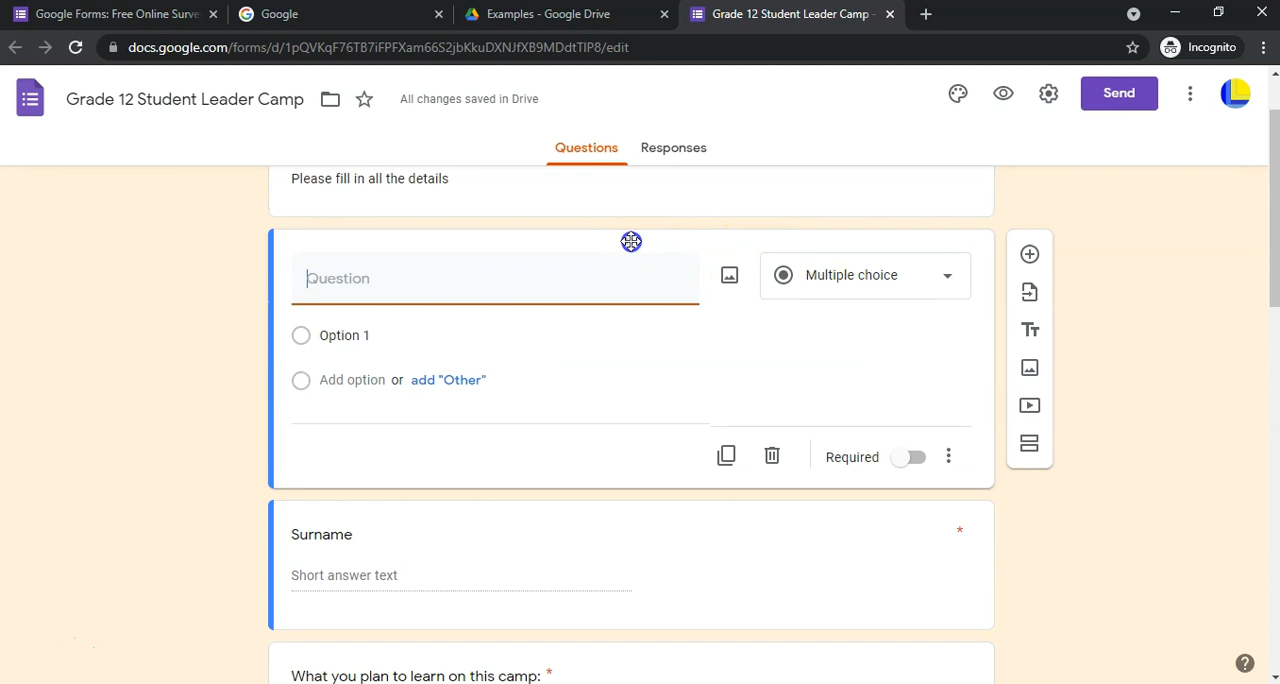 Google Forms: Free Online Surve
Google
Examples - Google Drive
Grade 12 Student Leader Camp -
docs.google.com/forms/d/1pQVKqF76TB7iFPFXam66S2jbKkuDXNJfXB9MDdtTIP8/edit
Incognito
Grade 12 Student Leader Camp
All changes saved in Drive
Send
Questions
Responses
Please fill in all the details
Question
Multiple choice
Option 1
Add option or add "Other"
Required
Surname
*
Short answer text
What you plan to learn on this camp: *